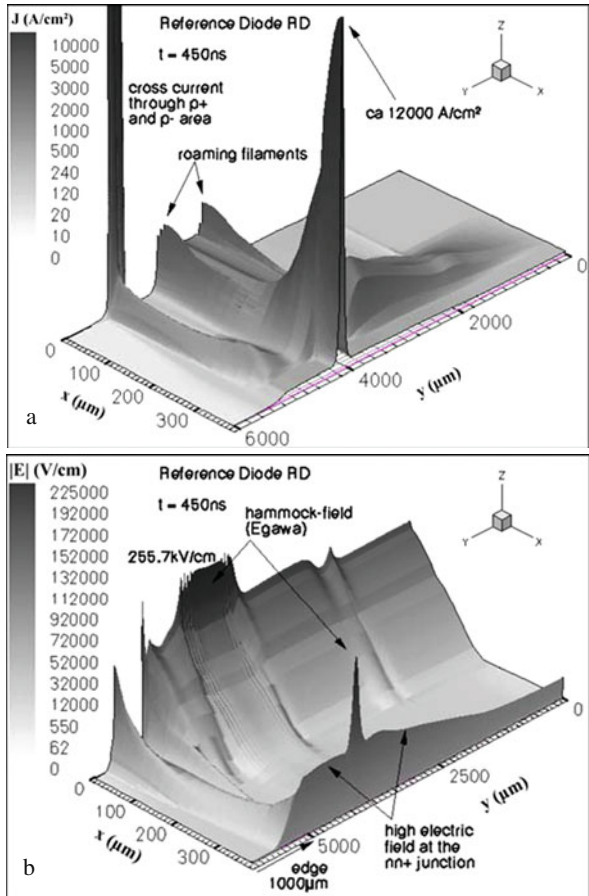 J (A/cm²)
10000
5000
3000
2000
1000
500
240
120
20
10
0
Reference Diode RD
t = 450ns
cross current
through p+
and p- area
roaming filaments
ca 12000 A/cm²
Z
Y
X
0
100
200
300
x (µm)
6000
4000
2000
0
y (µm)
a
|E| (V/cm)
225000
192000
172000
150000
132000
112000
92000
72000
52000
32000
12000
550
62
0
Reference Diode RD
t = 450ns
hammock-field
(Egawa)
255.7kV/cm
Z
Y
X
0
100
200
300
x (µm)
5000
2500
0
y (µm)
edge
1000µm
high electric
field at the
nn+ junction
b